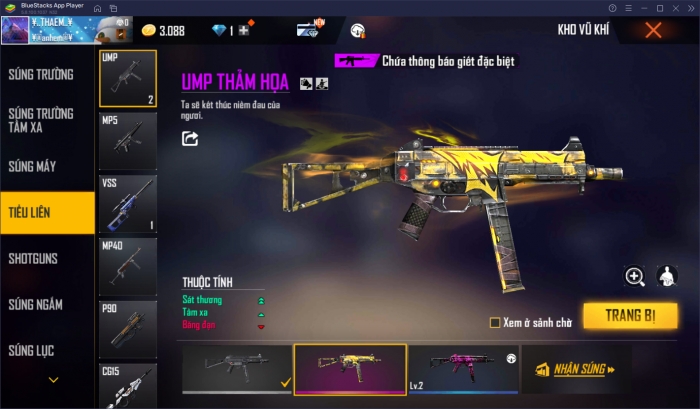 BlueStacks App Player
¥.THAEM.
0
3.088
1
NEW
KHO VŨ KHÍ
SÚNG TRƯỜNG
SÚNG TRƯỜNG
TẦM XA
SÚNG MÁY
TIỂU LIÊN
SHOTGUNS
SÚNG NGẮM
SÚNG LỤC
UMP
2
MP5
VSS
1
MP40
P90
CG15
Chứa thông báo giết đặc biệt
UMP THẢM HỌA
Ta sẽ kết thúc niềm đau của
ngươi.
THUỘC TÍNH
Sát thương
Tầm xa
Băng đạn
Xem ở sảnh chờ
TRANG BỊ
Lv.2
NHẬN SÚNG